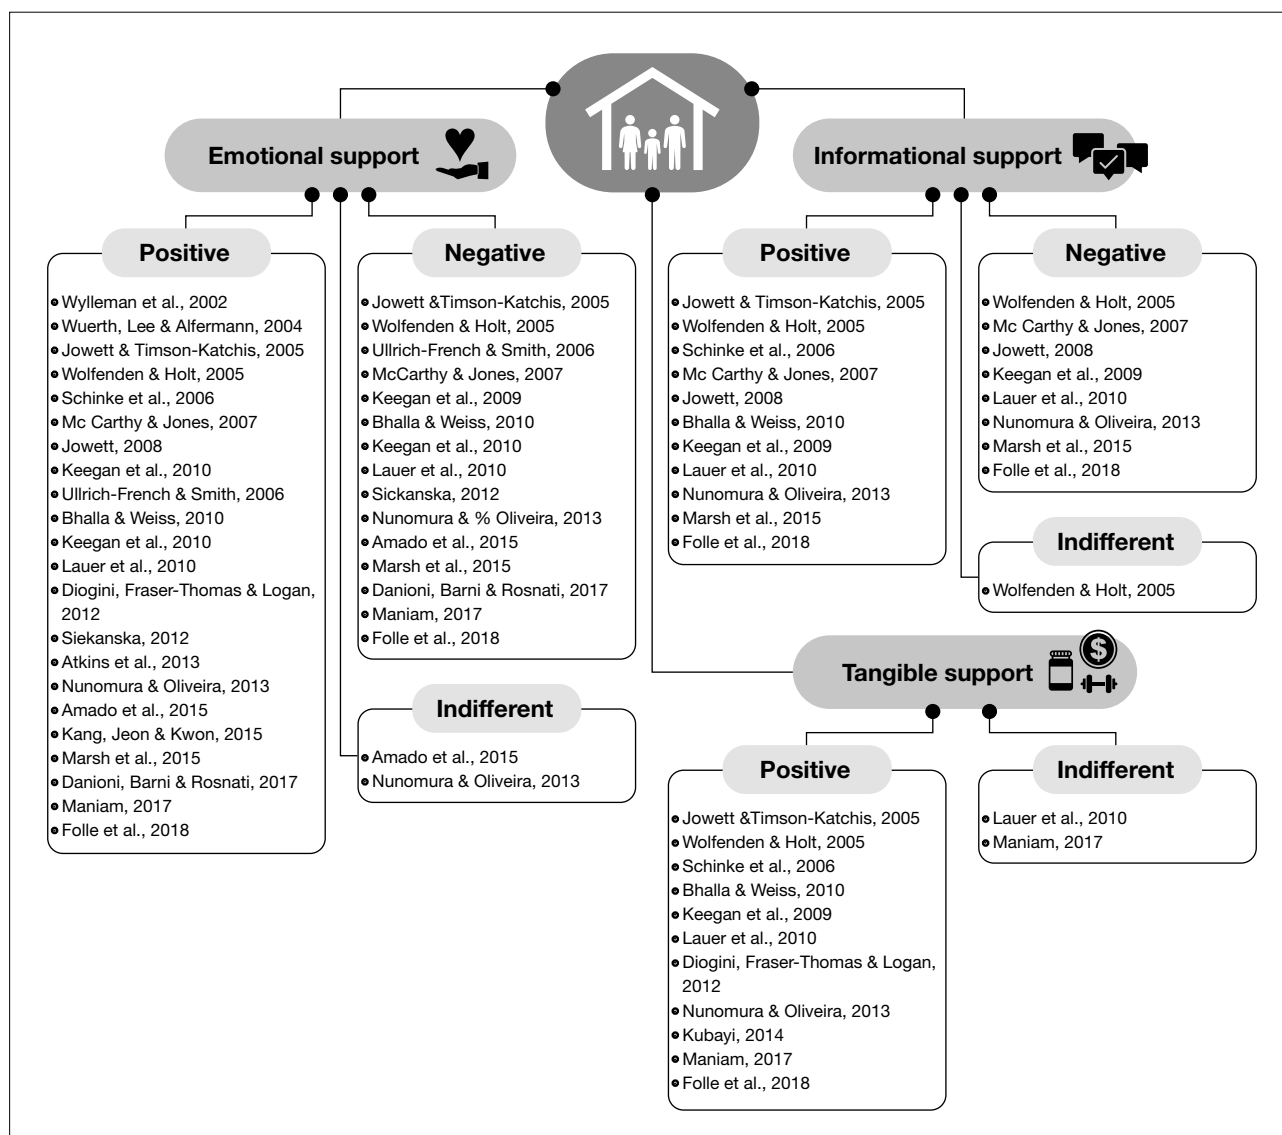 Emotional support
Positive
Wylleman et al., 2002
Wuerth, Lee & Alfermann, 2004
Jowett & Timson-Katchis, 2005
Wolfenden & Holt, 2005
Schinke et al., 2006
Mc Carthy & Jones, 2007
Jowett, 2008
Keegan et al., 2010
Ullrich-French & Smith, 2006
Bhalla & Weiss, 2010
Keegan et al., 2010
Lauer et al., 2010
Diogini, Fraser-Thomas & Logan,
2012
Siekanska, 2012
Atkins et al., 2013
Nunomura & Oliveira, 2013
Amado et al., 2015
Kang, Jeon & Kwon, 2015
Marsh et al., 2015
Danioni, Barni & Rosnati, 2017
Maniam, 2017
Folle et al., 2018
Negative
Jowett &Timson-Katchis, 2005
Wolfenden & Holt, 2005
Ullrich-French & Smith, 2006
McCarthy & Jones, 2007
Keegan et al., 2009
Bhalla & Weiss, 2010
Keegan et al., 2010
Lauer et al., 2010
Sickanska, 2012
Nunomura & % Oliveira, 2013
Amado et al., 2015
Marsh et al., 2015
Danioni, Barni & Rosnati, 2017
Maniam, 2017
Folle et al., 2018
Indifferent
Amado et al., 2015
Nunomura & Oliveira, 2013
Informational support
Positive
Jowett & Timson-Katchis, 2005
Wolfenden & Holt, 2005
Schinke et al., 2006
Mc Carthy & Jones, 2007
Jowett, 2008
Bhalla & Weiss, 2010
Keegan et al., 2009
Lauer et al., 2010
Nunomura & Oliveira, 2013
Marsh et al., 2015
Folle et al., 2018
Negative
Wolfenden & Holt, 2005
Mc Carthy & Jones, 2007
Jowett, 2008
Keegan et al., 2009
Lauer et al., 2010
Nunomura & Oliveira, 2013
Marsh et al., 2015
Folle et al., 2018
Indifferent
Wolfenden & Holt, 2005
Tangible support
$
Positive
Jowett &Timson-Katchis, 2005
Wolfenden & Holt, 2005
Schinke et al., 2006
Bhalla & Weiss, 2010
Keegan et al., 2009
Lauer et al., 2010
Diogini, Fraser-Thomas & Logan,
2012
Nunomura & Oliveira, 2013
Kubayi, 2014
Maniam, 2017
Folle et al., 2018
Indifferent
Lauer et al., 2010
Maniam, 2017